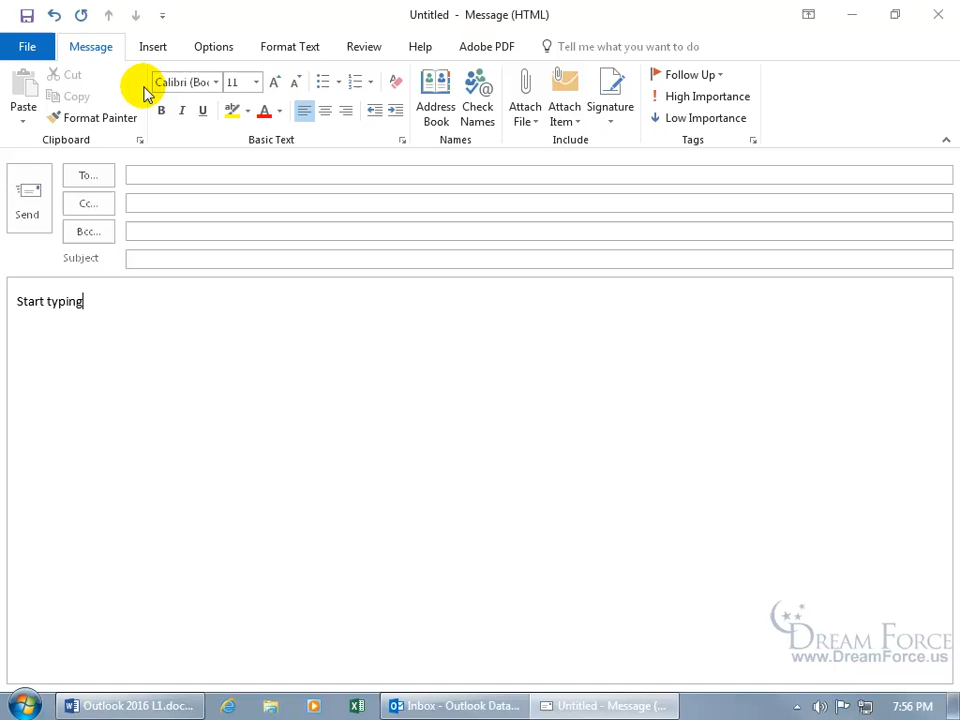 Untitled - Message (HTML)
File Message Insert Options Format Text Review Help Adobe PDF Tell me what you want to do
Paste
Cut
Copy
Format Painter
Clipboard
Calibri (Boc 11
B I U ab A
Basic Text
Address Book
Check Names
Names
Attach File
Attach Item
Signature
Include
Follow Up
High Importance
Low Importance
Tags
Send
To...
Cc...
Bcc...
Subject
Start typing
DREAM FORCE
www.DreamForce.us
Outlook 2016 L1.doc...
Inbox - Outlook Data...
Untitled - Message (...
7:56 PM